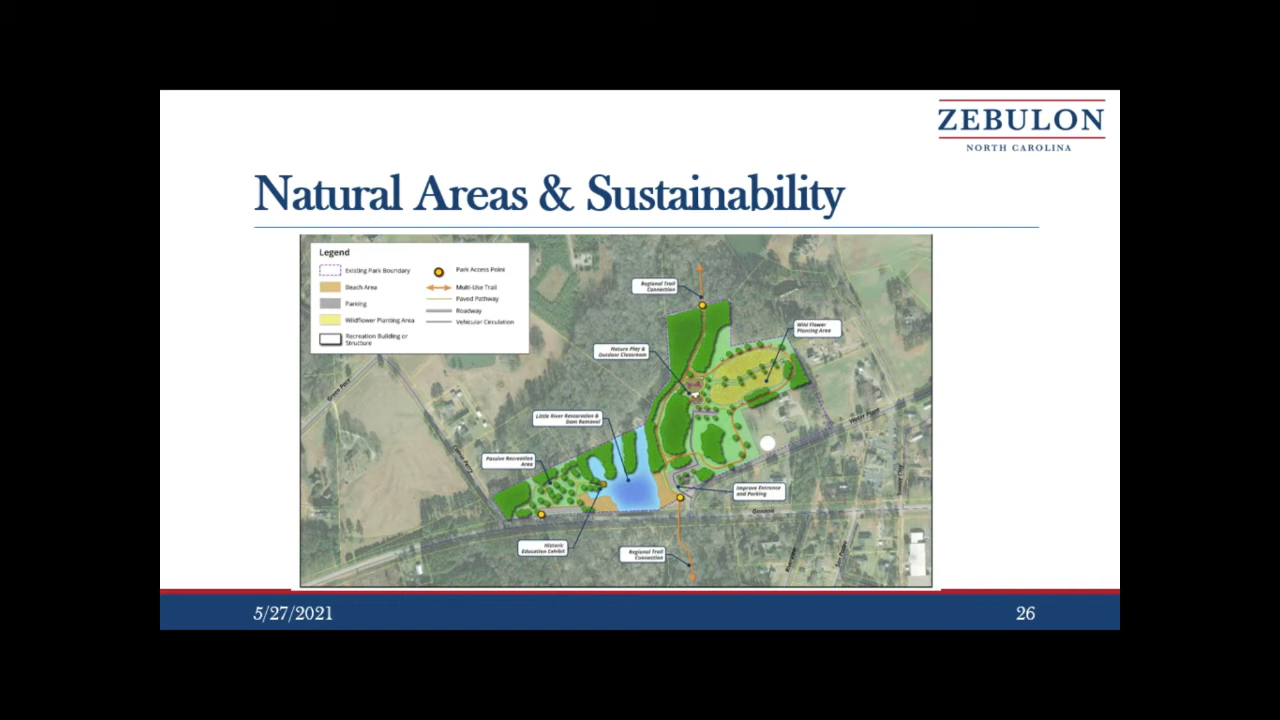 ZEBULON
NORTH CAROLINA
Natural Areas & Sustainability
Legend
Existing Park Boundary
Beach Area
Parking
Wildflower Planting Area
Recreation Building or
Structure
Park Access Point
Multi-Use Trail
Paved Pathway
Roadway
Vehicular Circulation
Regional Trail
Connection
Wild Flower
Planting Area
Nature Play &
Outdoor Classroom
Little River Restoration &
Dam Removal
Passive Recreation
Area
Improve Entrance
and Parking
Historic
Education Exhibit
Regional Trail
Connection
Green Pace
5/27/2021
26